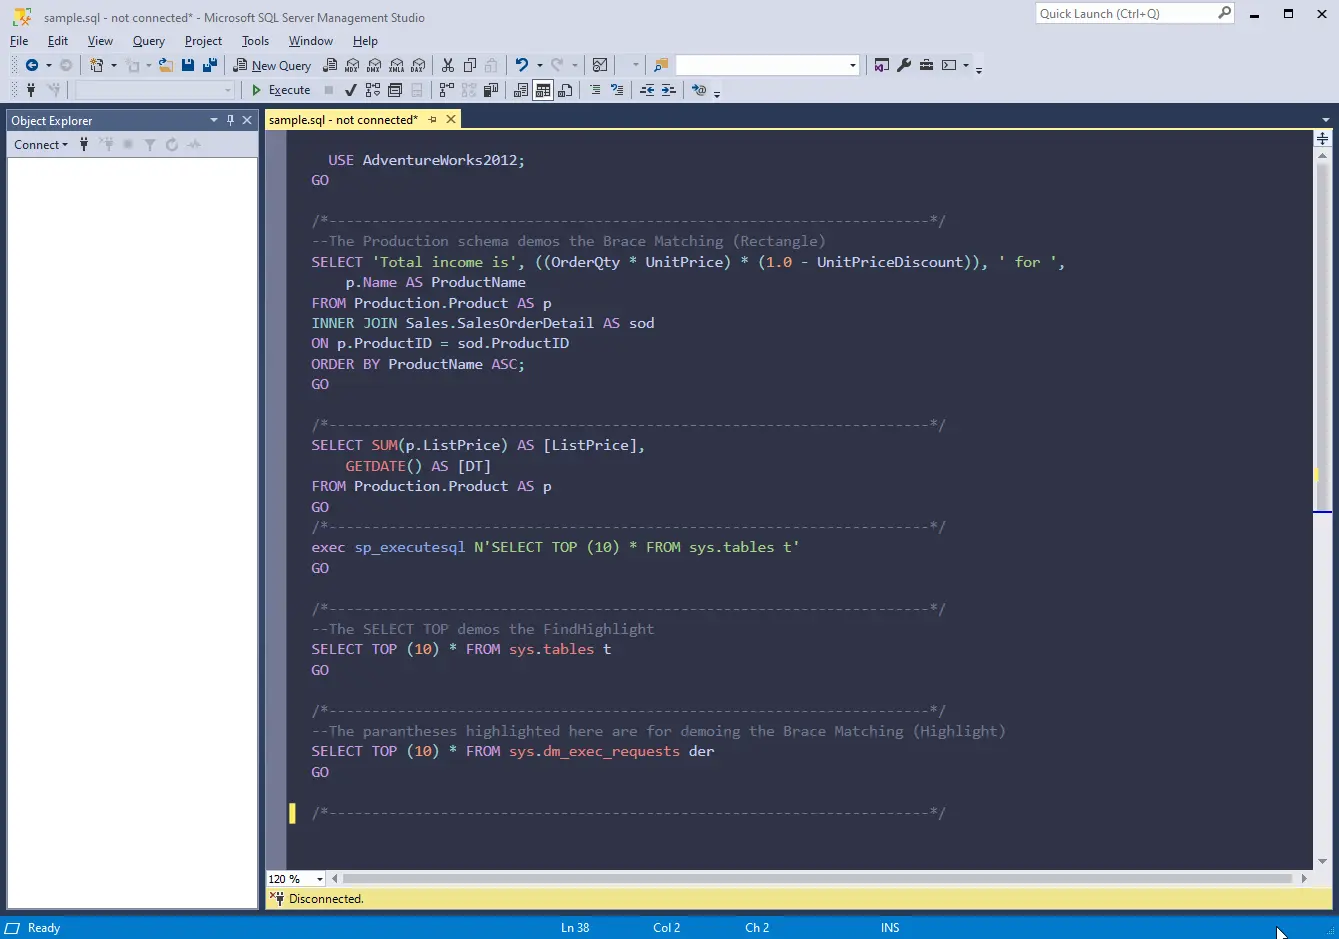 sample.sql - not connected* - Microsoft SQL Server Management Studio
Quick Launch (Ctrl+Q)
File Edit View Query Project Tools Window Help
New Query MDX DMX XMLA DAX
Execute
Object Explorer
sample.sql - not connected*
Connect
USE AdventureWorks2012;
GO
/*----------------------------------------------------------------------*/
--The Production schema demos the Brace Matching (Rectangle)
SELECT 'Total income is', ((OrderQty * UnitPrice) * (1.0 - UnitPriceDiscount)), ' for ',
p.Name AS ProductName
FROM Production.Product AS p
INNER JOIN Sales.SalesOrderDetail AS sod
ON p.ProductID = sod.ProductID
ORDER BY ProductName ASC;
GO
/*----------------------------------------------------------------------*/
SELECT SUM(p.ListPrice) AS [ListPrice],
GETDATE() AS [DT]
FROM Production.Product AS p
GO
/*----------------------------------------------------------------------*/
exec sp_executesql N'SELECT TOP (10) * FROM sys.tables t'
GO
/*----------------------------------------------------------------------*/
--The SELECT TOP demos the FindHighlight
SELECT TOP (10) * FROM sys.tables t
GO
/*----------------------------------------------------------------------*/
--The parantheses highlighted here are for demoing the Brace Matching (Highlight)
SELECT TOP (10) * FROM sys.dm_exec_requests der
GO
/*----------------------------------------------------------------------*/
120 %
Disconnected.
Ready Ln 38 Col 2 Ch 2 INS